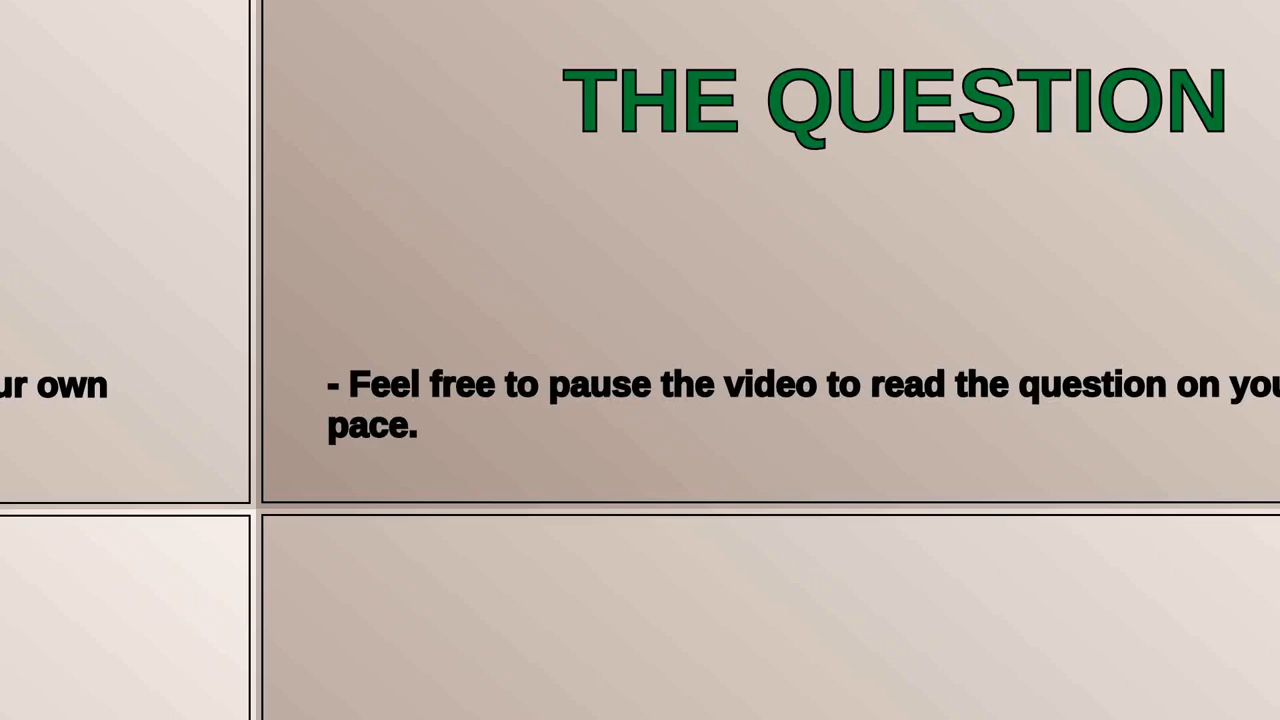 THE QUESTION
ur own
- Feel free to pause the video to read the question on you
pace.